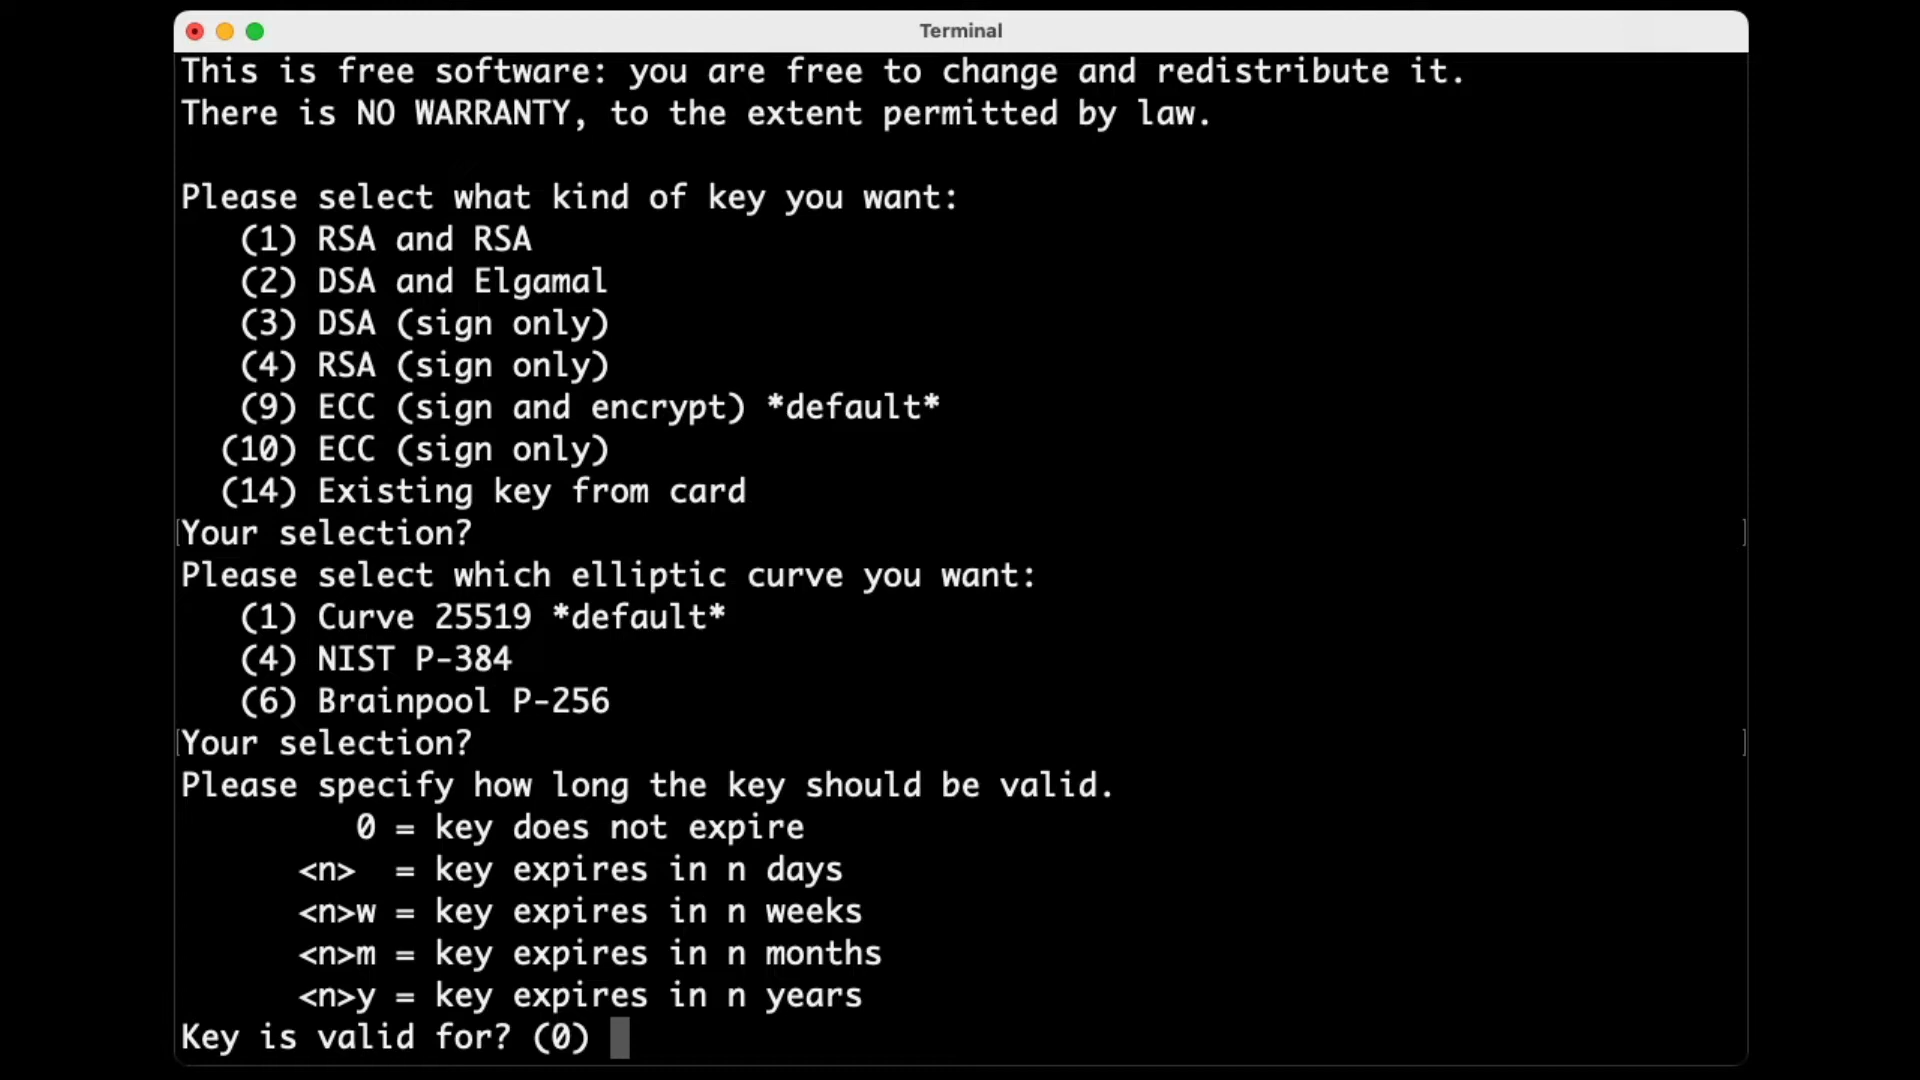 Terminal
This is free software: you are free to change and redistribute it.
There is NO WARRANTY, to the extent permitted by law.
Please select what kind of key you want:
(1) RSA and RSA
(2) DSA and Elgamal
(3) DSA (sign only)
(4) RSA (sign only)
(9) ECC (sign and encrypt) *default*
(10) ECC (sign only)
(14) Existing key from card
[Your selection? ]
Please select which elliptic curve you want:
(1) Curve 25519 *default*
(4) NIST P-384
(6) Brainpool P-256
[Your selection? ]
Please specify how long the key should be valid.
0 = key does not expire
<n>  = key expires in n days
<n>w = key expires in n weeks
<n>m = key expires in n months
<n>y = key expires in n years
Key is valid for? (0)